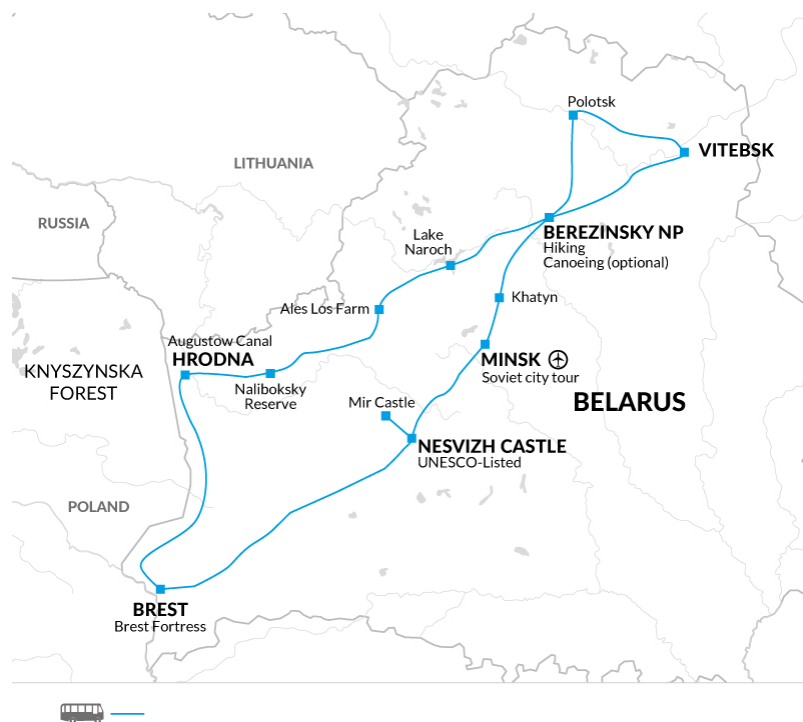 Polotsk
VITEBSK
LITHUANIA
RUSSIA
BEREZINSKY NP
Hiking
Canoeing (optional)
Lake
Naroch
Khatyn
Ales Los Farm
Augustow Canal
HRODNA
KNYSZYNSKA
FOREST
MINSK
Soviet city tour
Naliboksky
Reserve
Mir Castle
BELARUS
NESVIZH CASTLE
UNESCO-Listed
POLAND
BREST
Brest Fortress